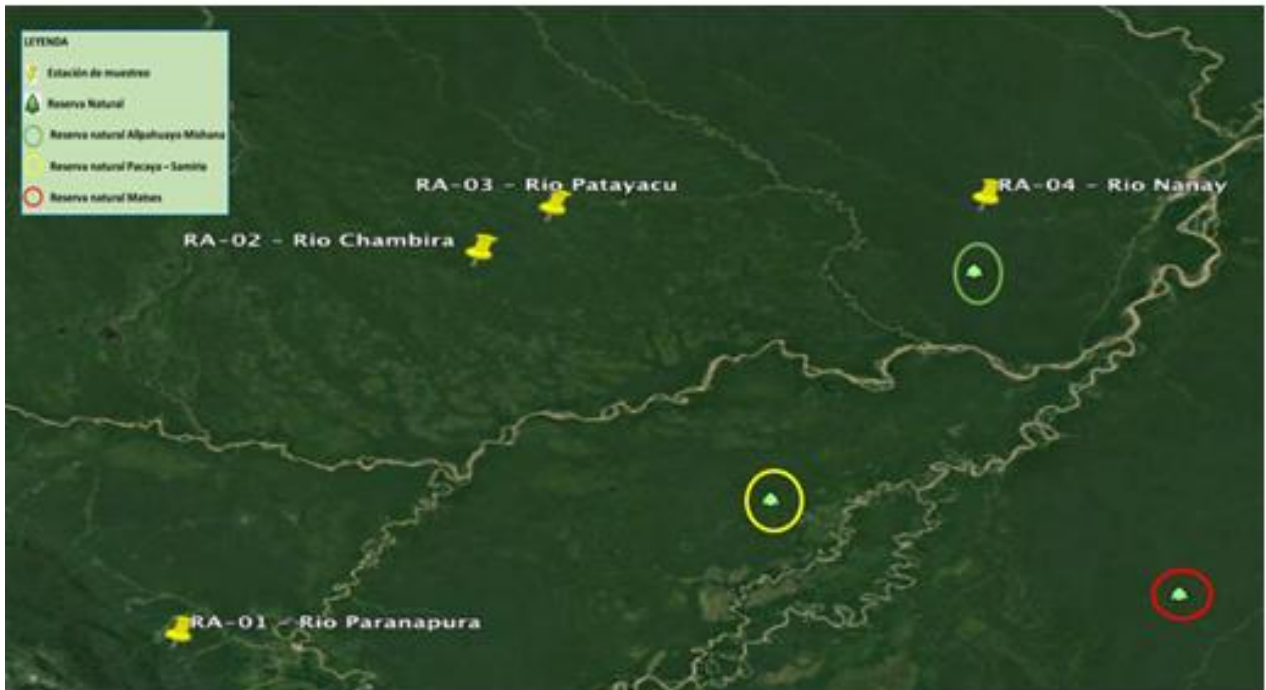 LEYENDA
Estación de muestreo
Reserva Natural
Reserva natural Allpahuayo Mishana
Reserva natural Pacaya – Samiria
Reserva natural Matses
RA-03 – Rio Patayacu
RA-04 – Rio Nanay
RA-02 – Rio Chambira
RA-01 – Rio Paranapura